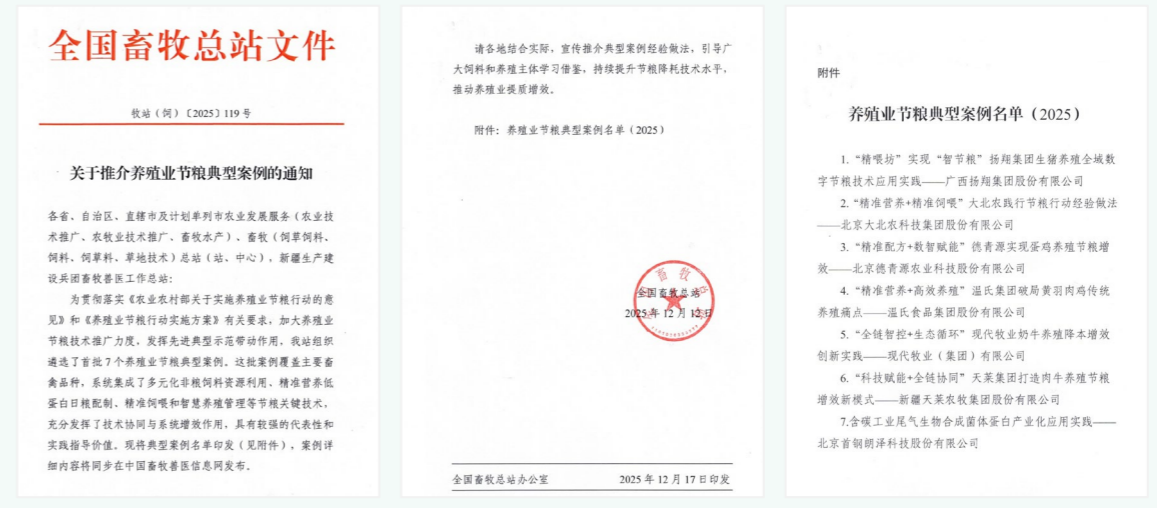 全国畜牧总站文件
牧站（饲）〔2025〕119号
关于推介养殖业节粮典型案例的通知
各省、自治区、直辖市及计划单列市农业发展服务（农业技
术推广、农牧业技术推广、畜牧水产）、畜牧（饲草饲料、
饲料、饲草料、草地技术）总站（站、中心），新疆生产建
设兵团畜牧兽医工作总站：
为贯彻落实《农业农村部关于实施养殖业节粮行动的意
见》和《养殖业节粮行动实施方案》有关要求，加大养殖业
节粮技术推广力度，发挥先进典型示范带动作用，我站组织
遴选了首批7个养殖业节粮典型案例。这批案例覆盖主要畜
禽品种，系统集成了多元化非粮饲料资源利用、精准营养低
蛋白日粮配制、精准饲喂和智慧养殖管理等节粮关键技术，
充分发挥了技术协同与系统增效作用，具有较强的代表性和
实践指导价值。现将典型案例名单印发（见附件），案例详
细内容将同步在中国畜牧兽医信息网发布。
请各地结合实际，宣传推介典型案例经验做法，引导广
大饲料和养殖主体学习借鉴，持续提升节粮降耗技术水平，
推动养殖业提质增效。
附件：养殖业节粮典型案例名单（2025）
全国畜牧总站
2025年12月12日
全国畜牧总站办公室 2025年12月17日印发
附件
养殖业节粮典型案例名单（2025）
1.“精喂坊”实现“智节粮”扬翔集团生猪养殖全域数
字节粮技术应用实践——广西扬翔集团股份有限公司
2.“精准营养+精准饲喂”大北农践行节粮行动经验做法
——北京大北农科技集团股份有限公司
3.“精准配方+数智赋能”德青源实现蛋鸡养殖节粮增
效——北京德青源农业科技股份有限公司
4.“精准营养+高效养殖”温氏集团破局黄羽肉鸡传统
养殖痛点——温氏食品集团股份有限公司
5.“全链智控+生态循环”现代牧业奶牛养殖降本增效
创新实践——现代牧业（集团）有限公司
6.“科技赋能+全链协同”天莱集团打造肉牛养殖节粮
增效新模式——新疆天莱农牧集团股份有限公司
7.含碳工业尾气生物合成菌体蛋白产业化应用实践——
北京首钢朗泽科技股份有限公司